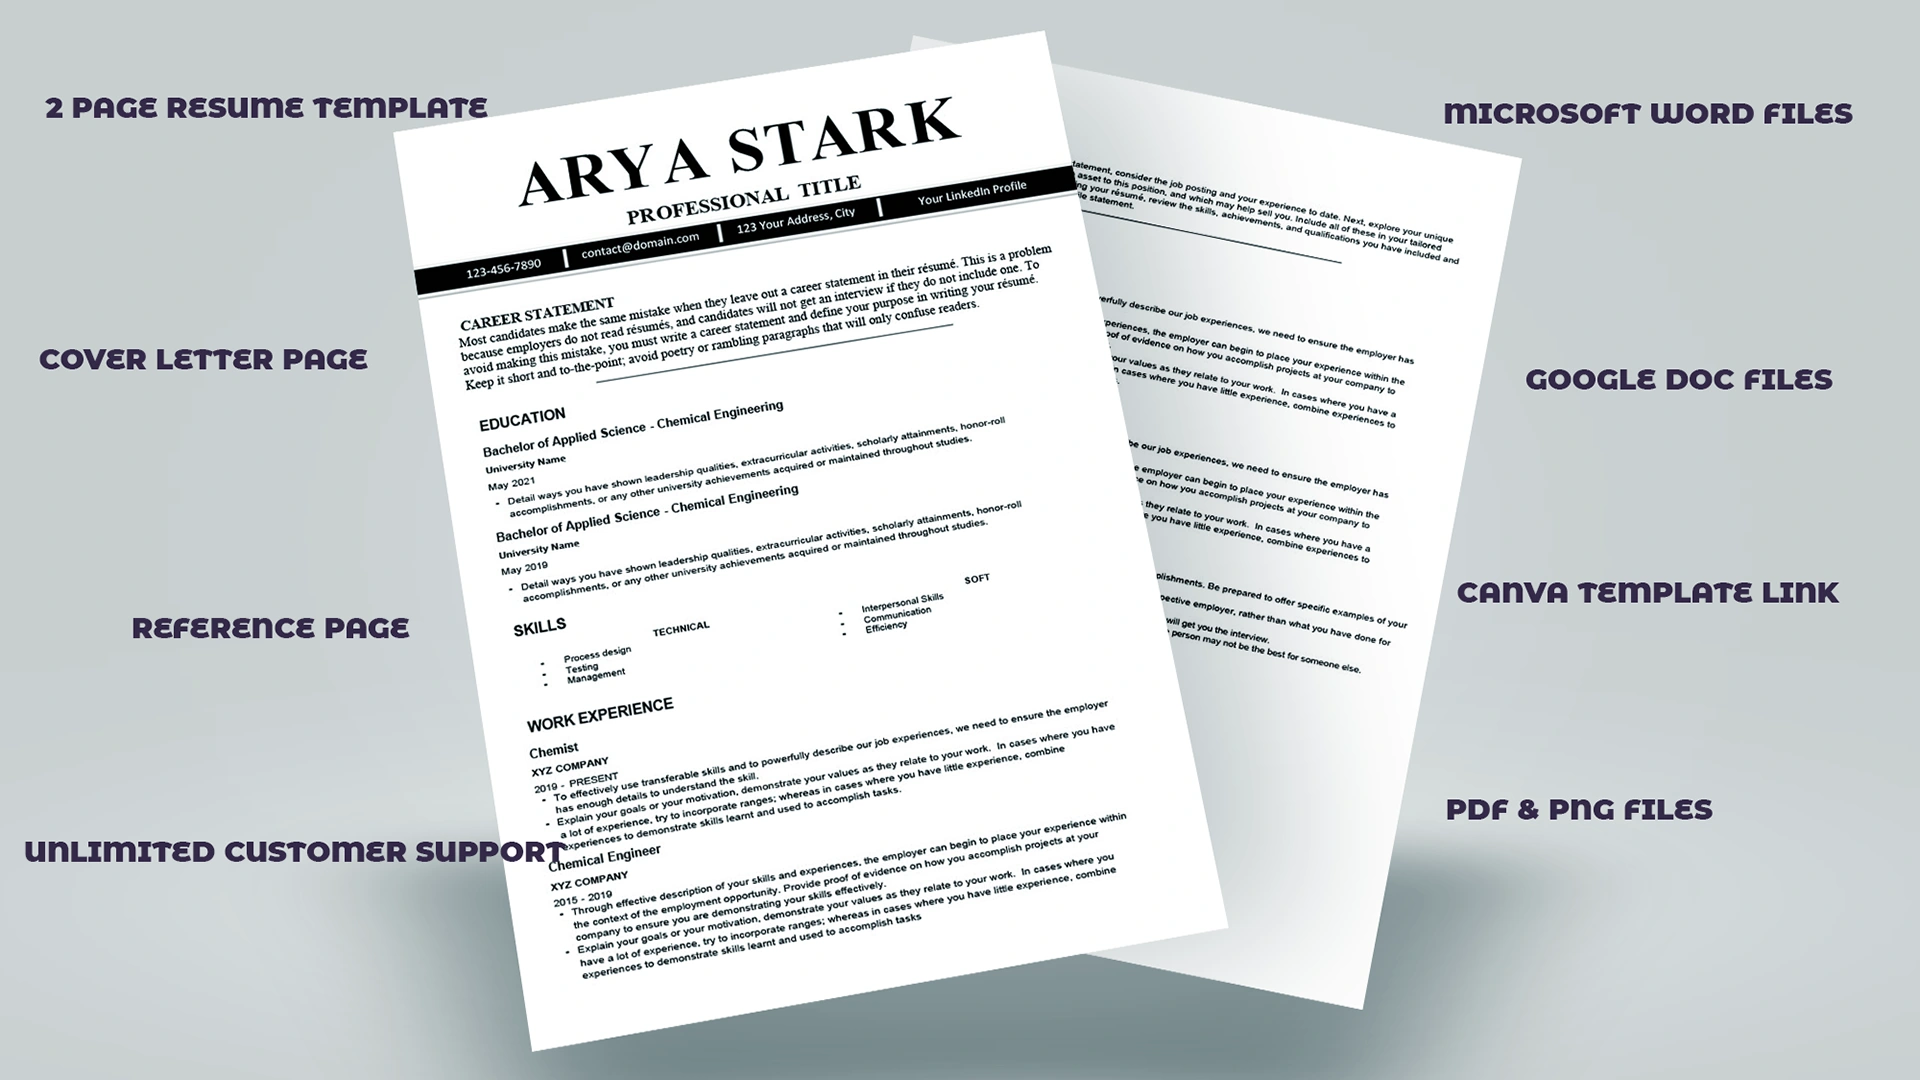 2 PAGE RESUME TEMPLATE
COVER LETTER PAGE
REFERENCE PAGE
UNLIMITED CUSTOMER SUPPORT
ARYA STARK
PROFESSIONAL TITLE
123-456-7890 contact@domain.com 123 Your Address, City Your LinkedIn Profile
CAREER STATEMENT
Most candidates make the same mistake when they leave out a career statement in their résumé. This is a problem
because employers do not read résumés, and candidates will not get an interview if they do not include one. To
avoid making this mistake, you must write a career statement and define your purpose in writing your résumé.
Keep it short and to-the-point; avoid poetry or rambling paragraphs that will only confuse readers.
EDUCATION
Bachelor of Applied Science - Chemical Engineering
University Name
May 2021
- Detail ways you have shown leadership qualities, extracurricular activities, scholarly attainments, honor-roll
accomplishments, or any other university achievements acquired or maintained throughout studies.
Bachelor of Applied Science - Chemical Engineering
University Name
May 2019
- Detail ways you have shown leadership qualities, extracurricular activities, scholarly attainments, honor-roll
accomplishments, or any other university achievements acquired or maintained throughout studies.
SKILLS
TECHNICAL
- Process design
- Testing
- Management
SOFT
- Interpersonal Skills
- Communication
- Efficiency
WORK EXPERIENCE
Chemist
XYZ COMPANY
2019 - PRESENT
• To effectively use transferable skills and to powerfully describe our job experiences, we need to ensure the employer
has enough details to understand the skill.
• Explain your goals or your motivation, demonstrate your values as they relate to your work. In cases where you have
a lot of experience, try to incorporate ranges; whereas in cases where you have little experience, combine
experiences to demonstrate skills learnt and used to accomplish tasks.
Chemical Engineer
XYZ COMPANY
2015 - 2019
• Through effective description of your skills and experiences, the employer can begin to place your experience within
the context of the employment opportunity. Provide proof of evidence on how you accomplish projects at your
company to ensure you are demonstrating your skills effectively.
• Explain your goals or your motivation, demonstrate your values as they relate to your work. In cases where you
have a lot of experience, try to incorporate ranges; whereas in cases where you have little experience, combine
experiences to demonstrate skills learnt and used to accomplish tasks
tatement, consider the job posting and your experience to date. Next, explore your unique
asset to this position, and which may help sell you. Include all of these in your tailored
ng your résumé, review the skills, achievements, and qualifications you have included and
le statement.
erfully describe our job experiences, we need to ensure the employer has
periences, the employer can begin to place your experience within the
oof of evidence on how you accomplish projects at your company to
our values as they relate to your work. In cases where you have a
n cases where you have little experience, combine experiences to
be our job experiences, we need to ensure the employer has
e employer can begin to place your experience within the
e on how you accomplish projects at your company to
they relate to your work. In cases where you have a
e you have little experience, combine experiences to
plishments. Be prepared to offer specific examples of your
pective employer, rather than what you have done for
will get you the interview.
person may not be the best for someone else.
MICROSOFT WORD FILES
GOOGLE DOC FILES
CANVA TEMPLATE LINK
PDF & PNG FILES